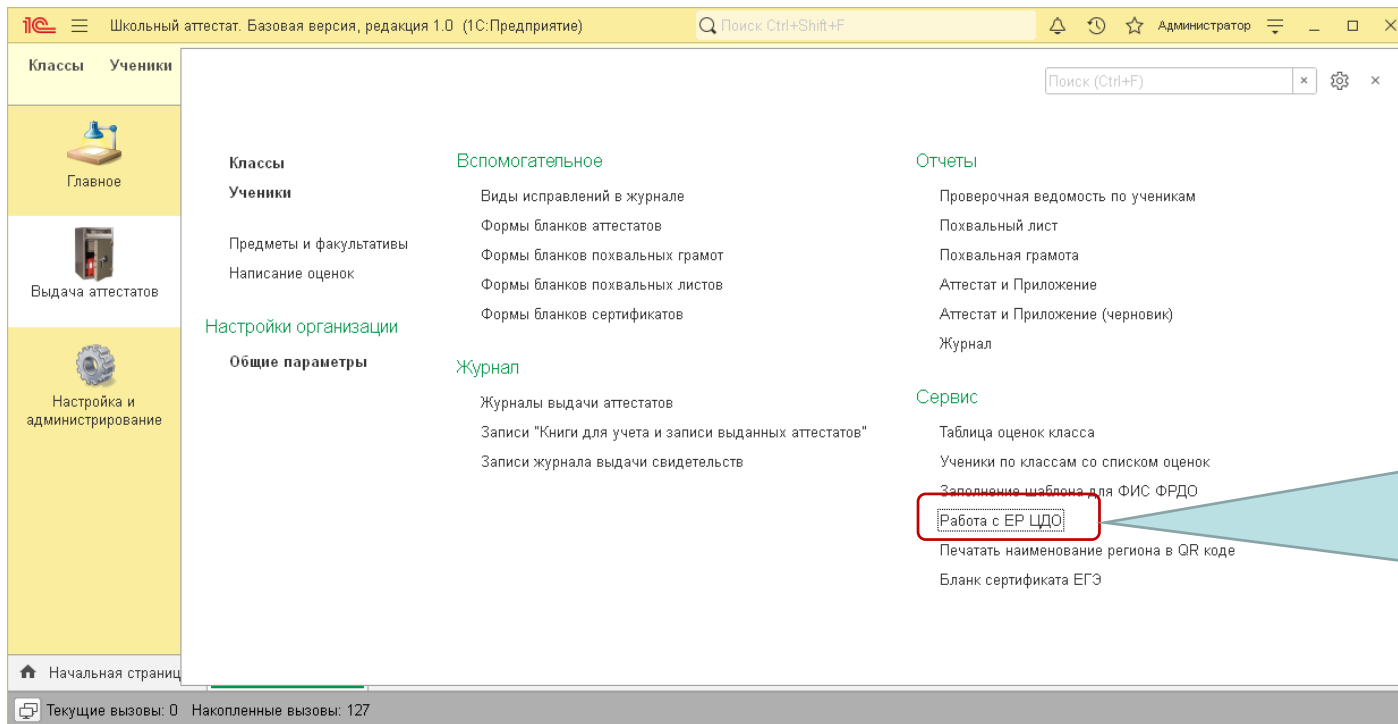 1С Школьный аттестат. Базовая версия, редакция 1.0 (1С:Предприятие) Поиск Ctrl+Shift+F Администратор
Классы Ученики
Поиск (Ctrl+F)
Главное
Выдача аттестатов
Настройка и
администрирование
Классы
Ученики
Предметы и факультативы
Написание оценок
Настройки организации
Общие параметры
Вспомогательное
Виды исправлений в журнале
Формы бланков аттестатов
Формы бланков похвальных грамот
Формы бланков похвальных листов
Формы бланков сертификатов
Журнал
Журналы выдачи аттестатов
Записи "Книги для учета и записи выданных аттестатов"
Записи журнала выдачи свидетельств
Отчеты
Проверочная ведомость по ученикам
Похвальный лист
Похвальная грамота
Аттестат и Приложение
Аттестат и Приложение (черновик)
Журнал
Сервис
Таблица оценок класса
Ученики по классам со списком оценок
Заполнение шаблона для ФИС ФРДО
Работа с ЕР ЦДО
Печатать наименование региона в QR коде
Бланк сертификата ЕГЭ
Начальная страниц
Текущие вызовы: 0 Накопленные вызовы: 127